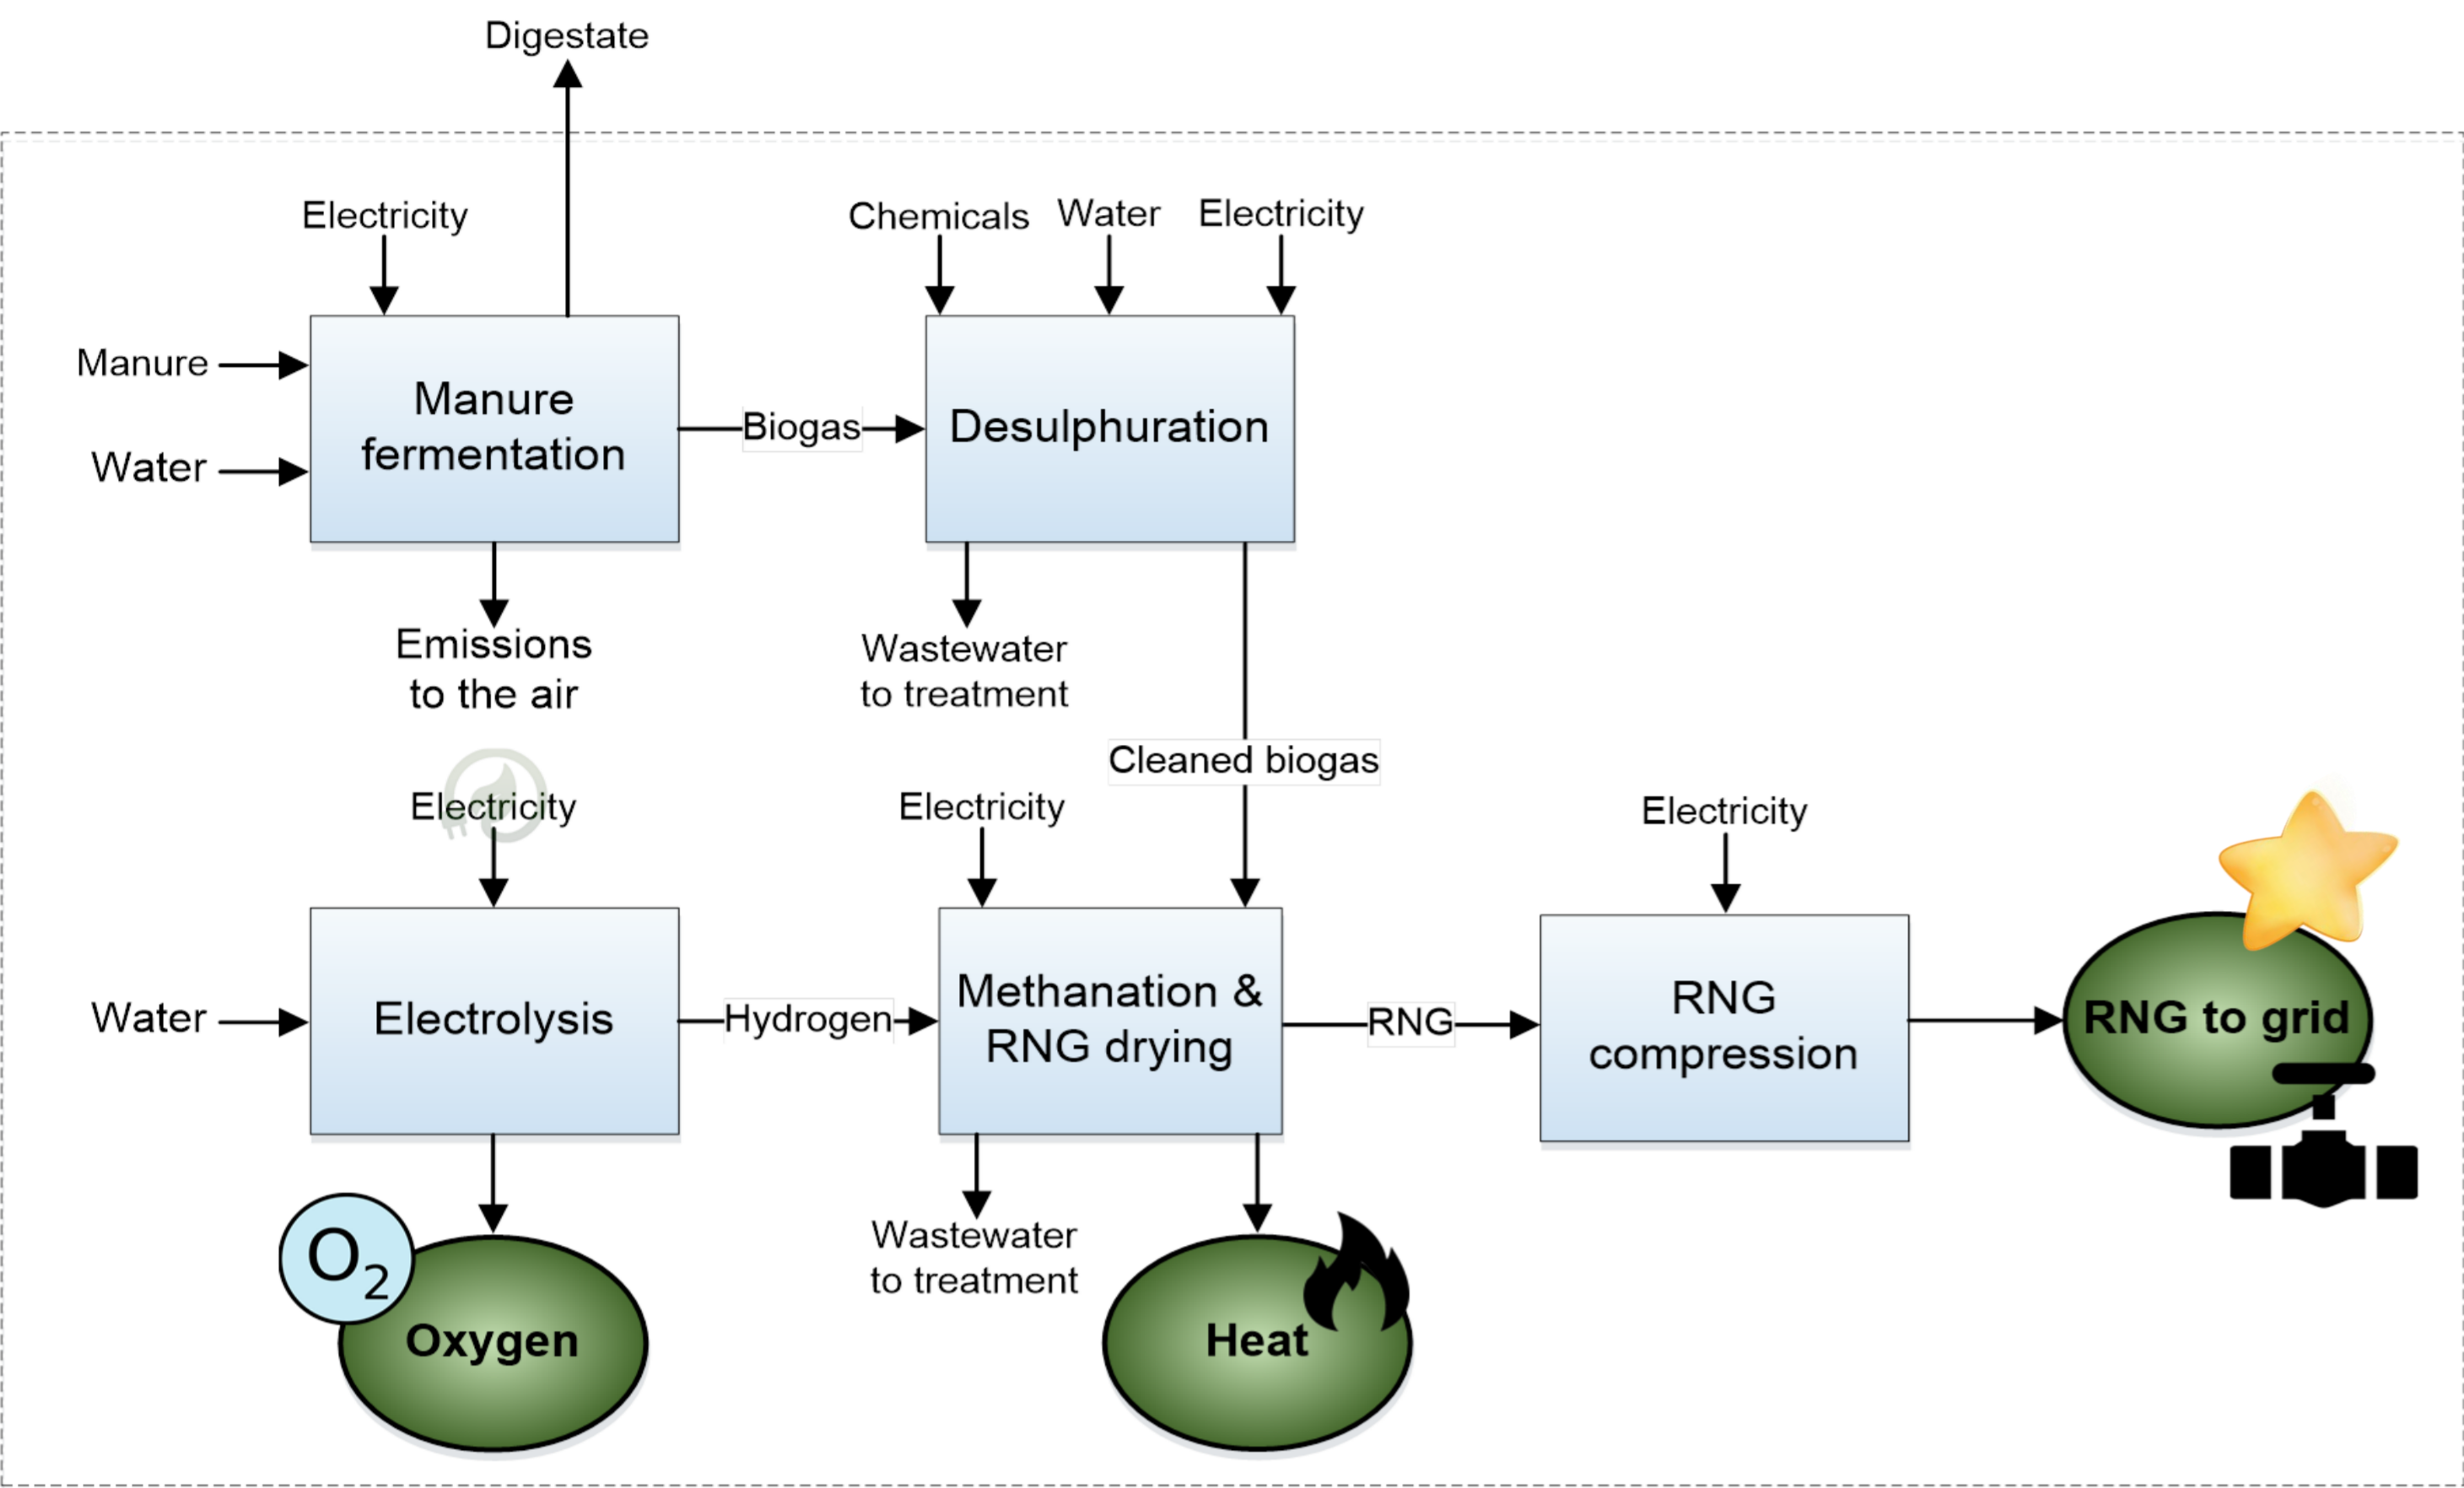 Digestate
Electricity
Chemicals
Water
Electricity
Manure
Water
Manure
fermentation
Biogas
Desulphuration
Emissions
to the air
Wastewater
to treatment
Cleaned biogas
Electricity
Electricity
Electricity
Water
Electrolysis
Hydrogen
Methanation &
RNG drying
RNG
RNG
compression
RNG to grid
O₂
Oxygen
Wastewater
to treatment
Heat